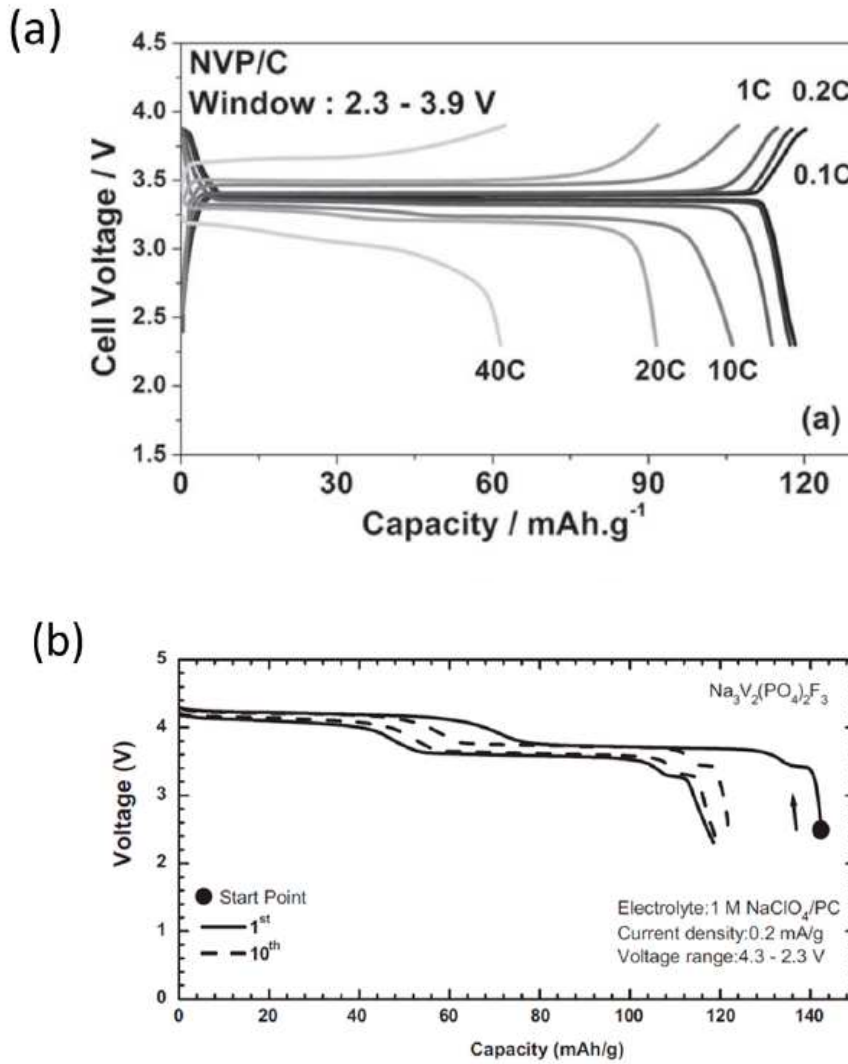 (a)
4.5
4.0
3.5
3.0
2.5
2.0
1.5
Cell Voltage / V
NVP/C
Window : 2.3 - 3.9 V
1C 0.2C
0.1C
40C 20C 10C
(a)
0 30 60 90 120
Capacity / mAh.g⁻¹
(b)
5
4
3
2
1
0
Voltage (V)
Na₃V₂(PO₄)₂F₃
Start Point
1st
10th
Electrolyte:1 M NaClO₄/PC
Current density:0.2 mA/g
Voltage range:4.3 - 2.3 V
0 20 40 60 80 100 120 140
Capacity (mAh/g)